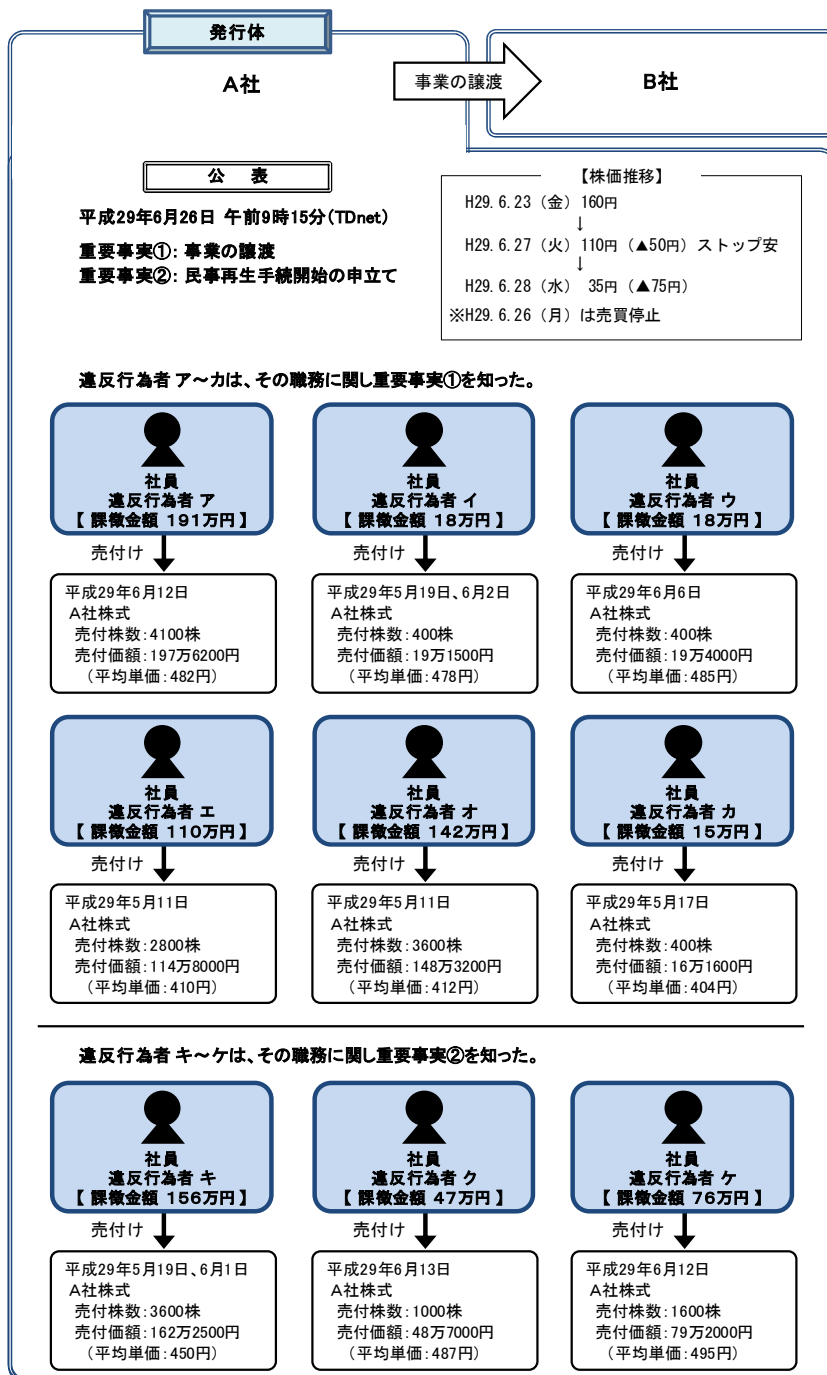 発行体
A社
事業の譲渡
B社
公 表
平成29年6月26日 午前9時15分(TDnet)
重要事実①: 事業の譲渡
重要事実②: 民事再生手続開始の申立て
【株価推移】
H29.6.23(金)160円
↓
H29.6.27(火)110円(▲50円)ストップ安
↓
H29.6.28(水) 35円(▲75円)
※H29.6.26(月)は売買停止
違反行為者 ア~カは、その職務に関し重要事実①を知った。
社員
違反行為者 ア
【 課徴金額 191万円 】
売付け
平成29年6月12日
A社株式
売付株数:4100株
売付価額:197万6200円
(平均単価:482円)
社員
違反行為者 イ
【 課徴金額 18万円 】
売付け
平成29年5月19日、6月2日
A社株式
売付株数:400株
売付価額:19万1500円
(平均単価:478円)
社員
違反行為者 ウ
【 課徴金額 18万円 】
売付け
平成29年6月6日
A社株式
売付株数:400株
売付価額:19万4000円
(平均単価:485円)
社員
違反行為者 エ
【 課徴金額 110万円 】
売付け
平成29年5月11日
A社株式
売付株数:2800株
売付価額:114万8000円
(平均単価:410円)
社員
違反行為者 オ
【 課徴金額 142万円 】
売付け
平成29年5月11日
A社株式
売付株数:3600株
売付価額:148万3200円
(平均単価:412円)
社員
違反行為者 カ
【 課徴金額 15万円 】
売付け
平成29年5月17日
A社株式
売付株数:400株
売付価額:16万1600円
(平均単価:404円)
違反行為者 キ~ケは、その職務に関し重要事実②を知った。
社員
違反行為者 キ
【 課徴金額 156万円 】
売付け
平成29年5月19日、6月1日
A社株式
売付株数:3600株
売付価額:162万2500円
(平均単価:450円)
社員
違反行為者 ク
【 課徴金額 47万円 】
売付け
平成29年6月13日
A社株式
売付株数:1000株
売付価額:48万7000円
(平均単価:487円)
社員
違反行為者 ケ
【 課徴金額 76万円 】
売付け
平成29年6月12日
A社株式
売付株数:1600株
売付価額:79万2000円
(平均単価:495円)